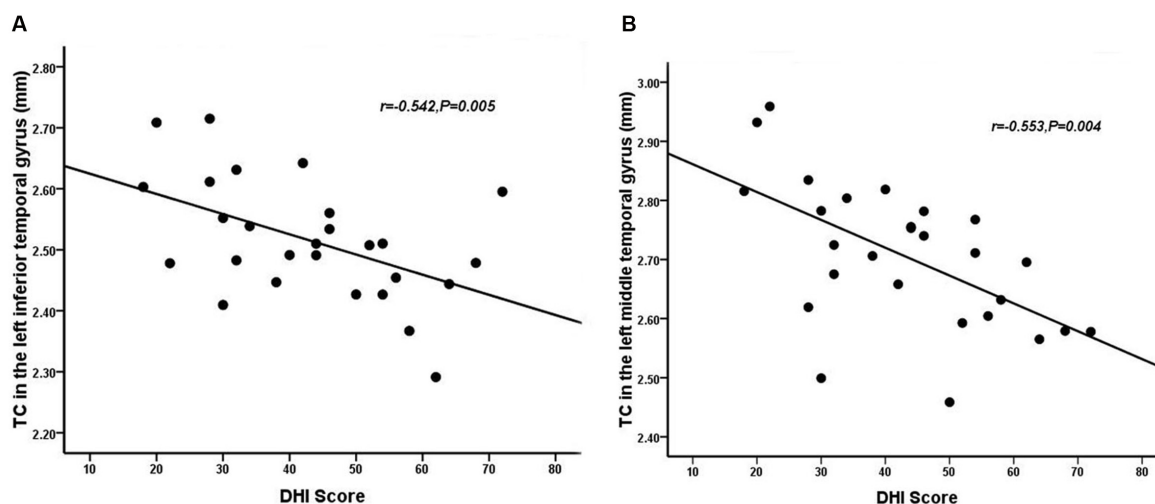 A
TC in the left inferior temporal gyrus (mm)
2.80
2.70
2.60
2.50
2.40
2.30
2.20
r=-0.542,P=0.005
10 20 30 40 50 60 70 80
DHI Score
B
TC in the left middle temporal gyrus (mm)
3.00
2.90
2.80
2.70
2.60
2.50
2.40
r=-0.553,P=0.004
10 20 30 40 50 60 70 80
DHI Score